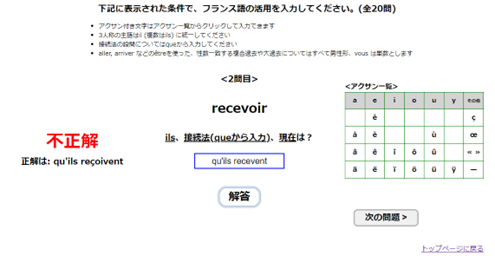 下記に表示された条件で、フランス語の活用を入力してください。(全20問)
アクサン付き文字はアクサン一覧からクリックして入力できます
3人称の主語はil (複数はils) に統一してください
接続法の設問についてはqueから入力してください
aller, arriver などのêtreを使った、性数一致する複合過去や大過去についてはすべて男性形、vous は単数とします
<2問目>
recevoir
ils、接続法(queから入力)、現在は？
qu'ils recevent
解答
不正解
正解は: qu'ils reçoivent
<アクサン一覧>
a e i o u y その他
é ç
à è ù œ
â ê î ô û « »
ä ë ï ö ü ÿ —
次の問題 >
トップページに戻る